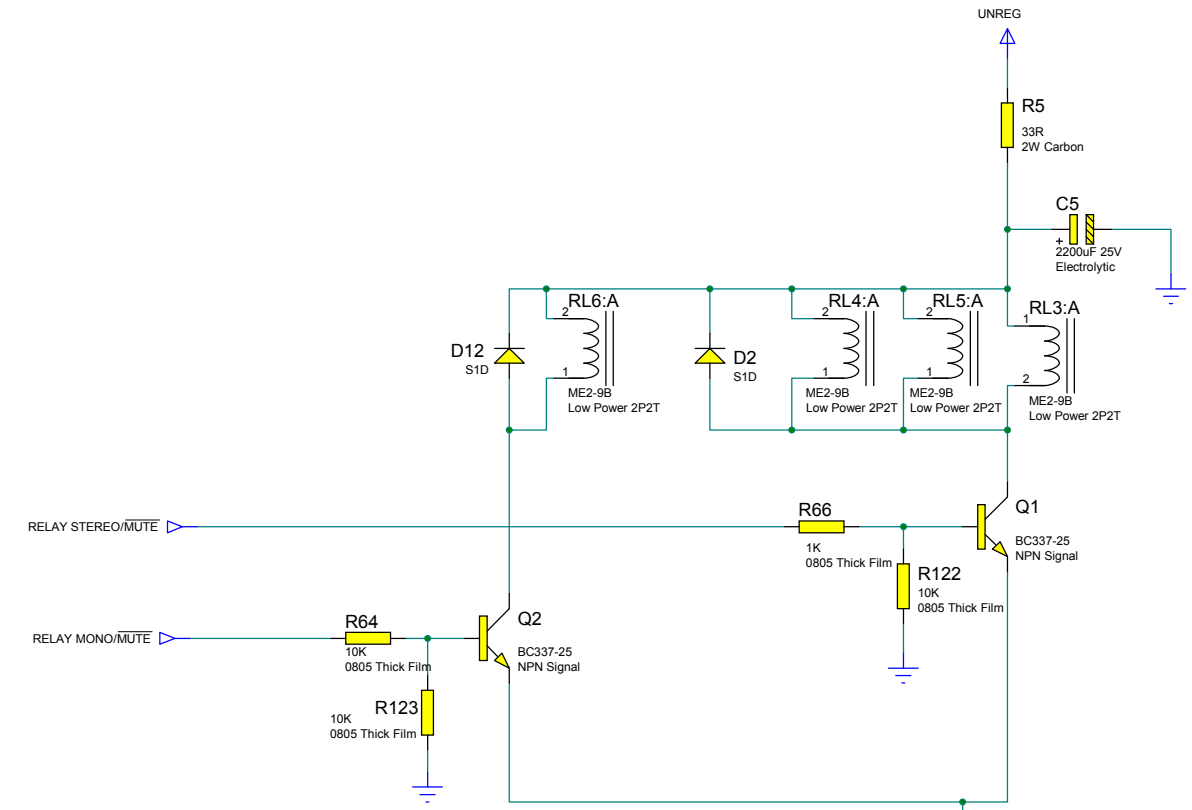 UNREG
R5
33R
2W Carbon
C5
+
2200uF 25V
Electrolytic
RL6:A
2
1
ME2-9B
Low Power 2P2T
D12
S1D
D2
S1D
RL4:A
2
1
ME2-9B
Low Power 2P2T
RL5:A
2
1
ME2-9B
Low Power 2P2T
RL3:A
1
2
ME2-9B
Low Power 2P2T
RELAY STEREO/MUTE
R66
1K
0805 Thick Film
Q1
BC337-25
NPN Signal
R122
10K
0805 Thick Film
RELAY MONO/MUTE
R64
10K
0805 Thick Film
Q2
BC337-25
NPN Signal
R123
10K
0805 Thick Film